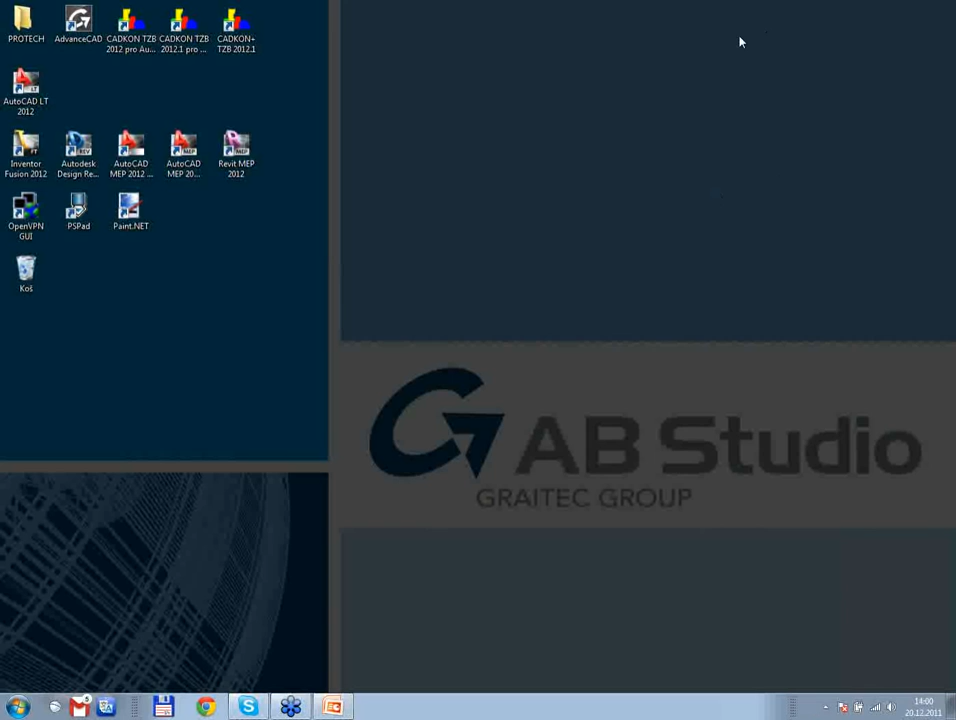 PROTECH
AdvanceCAD
CADKON TZB
2012 pro Au...
CADKON TZB
2012.1 pro ...
CADKON+
TZB 2012.1
AutoCAD LT
2012
Inventor
Fusion 2012
Autodesk
Design Re...
AutoCAD
MEP 2012 ...
AutoCAD
MEP 20...
Revit MEP
2012
OpenVPN
GUI
PSPad
Paint.NET
Koš
AB Studio
GRAITEC GROUP
5
14:00
20.12.2011